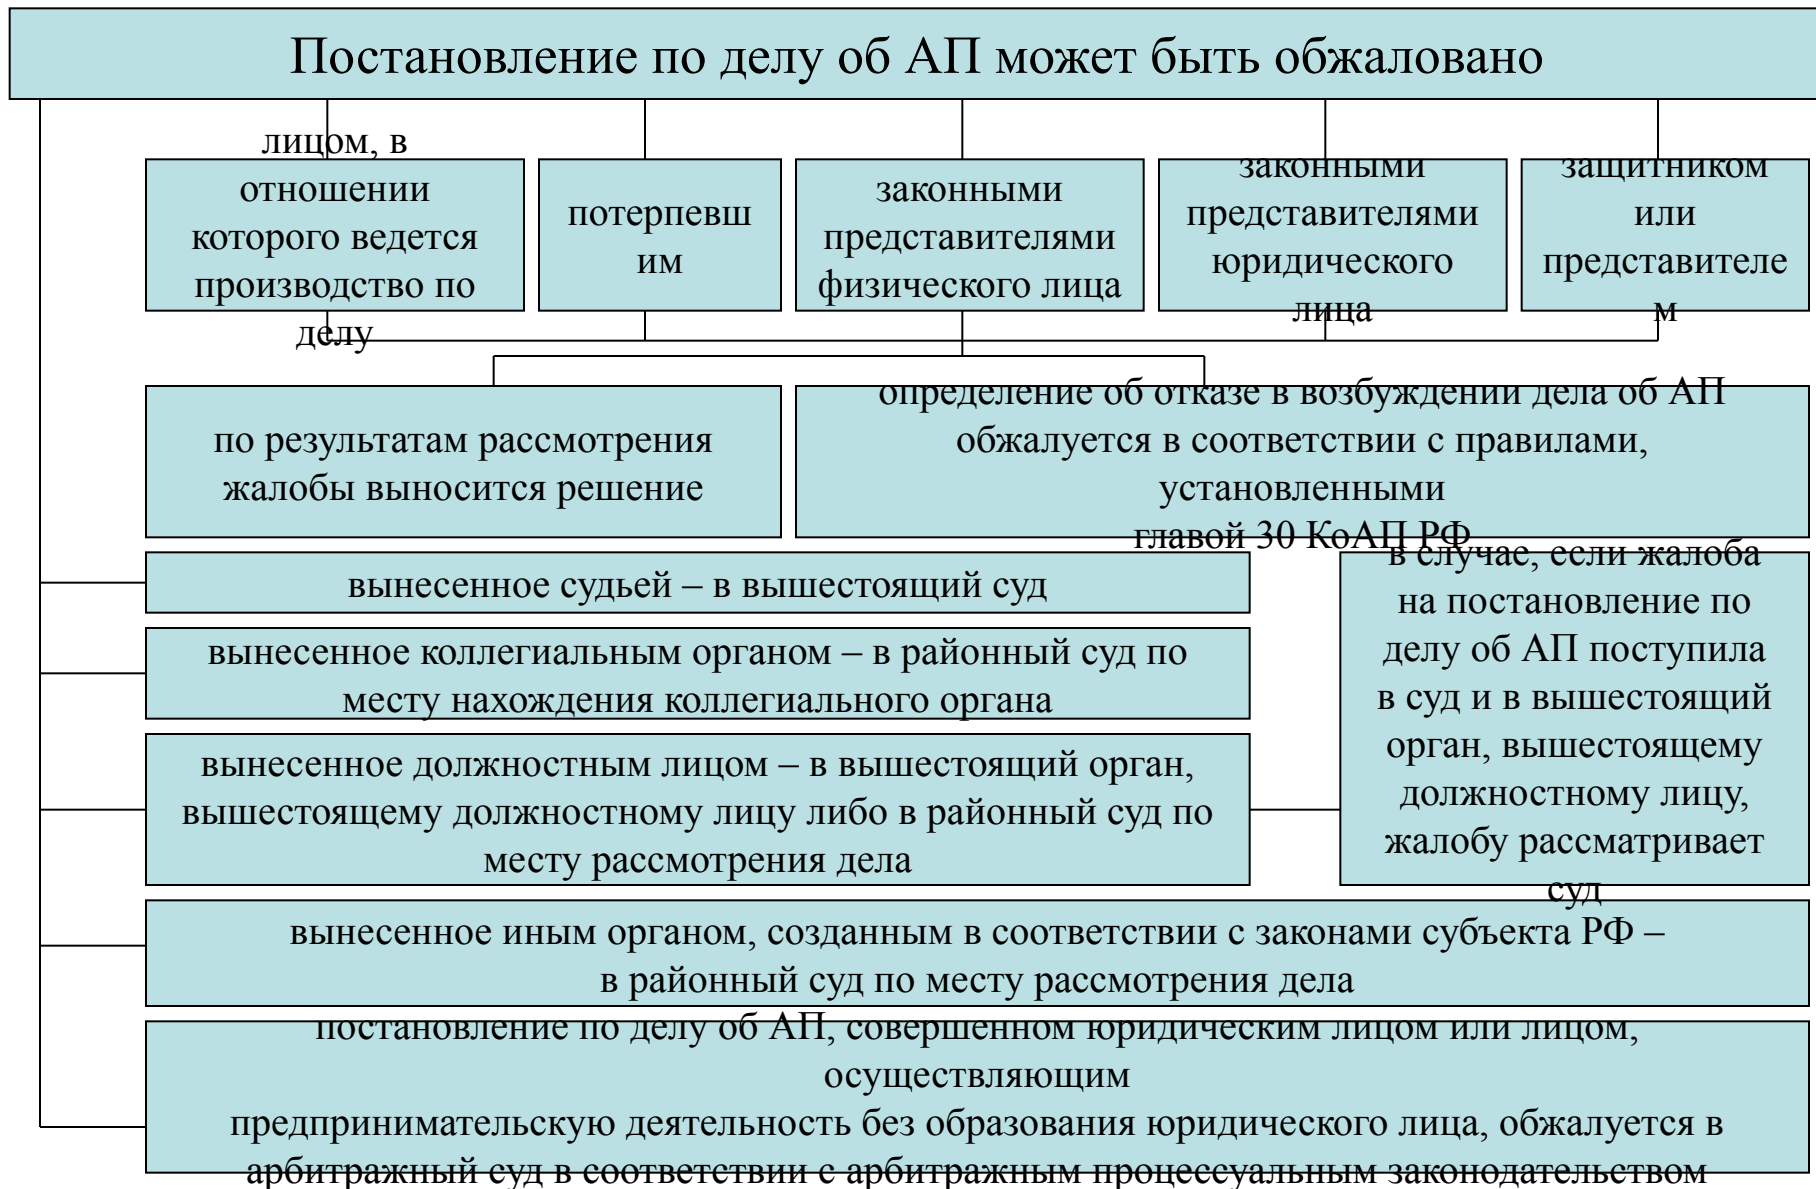 Постановление по делу об АП может быть обжаловано
лицом, в
отношении
которого ведется
производство по
делу
потерпевш
им
законными
представителями
физического лица
законными
представителями
юридического
лица
защитником
или
представителе
м
по результатам рассмотрения
жалобы выносится решение
определение об отказе в возбуждении дела об АП
обжалуется в соответствии с правилами,
установленными
главой 30 КоАП РФ
вынесенное судьей – в вышестоящий суд
вынесенное коллегиальным органом – в районный суд по
месту нахождения коллегиального органа
вынесенное должностным лицом – в вышестоящий орган,
вышестоящему должностному лицу либо в районный суд по
месту рассмотрения дела
в случае, если жалоба
на постановление по
делу об АП поступила
в суд и в вышестоящий
орган, вышестоящему
должностному лицу,
жалобу рассматривает
суд
вынесенное иным органом, созданным в соответствии с законами субъекта РФ –
в районный суд по месту рассмотрения дела
постановление по делу об АП, совершенном юридическим лицом или лицом,
осуществляющим
предпринимательскую деятельность без образования юридического лица, обжалуется в
арбитражный суд в соответствии с арбитражным процессуальным законодательством